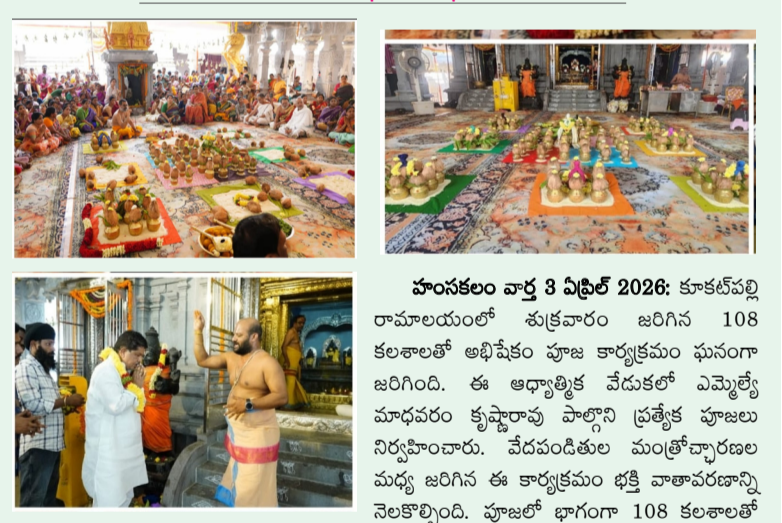 హంసకలం వార్త 3 ఏప్రిల్ 2026: కూకట్‌పల్లి
రామాలయంలో శుక్రవారం జరిగిన 108
కలశాలతో అభిషేకం పూజ కార్యక్రమం ఘనంగా
జరిగింది. ఈ ఆధ్యాత్మిక వేడుకలో ఎమ్మెల్యే
మాధవరం కృష్ణారావు పాల్గొని ప్రత్యేక పూజలు
నిర్వహించారు. వేదపండితుల మంత్రోచ్చారణల
మధ్య జరిగిన ఈ కార్యక్రమం భక్తి వాతావరణాన్ని
నెలకొల్పింది. పూజలో భాగంగా 108 కలశాలతో